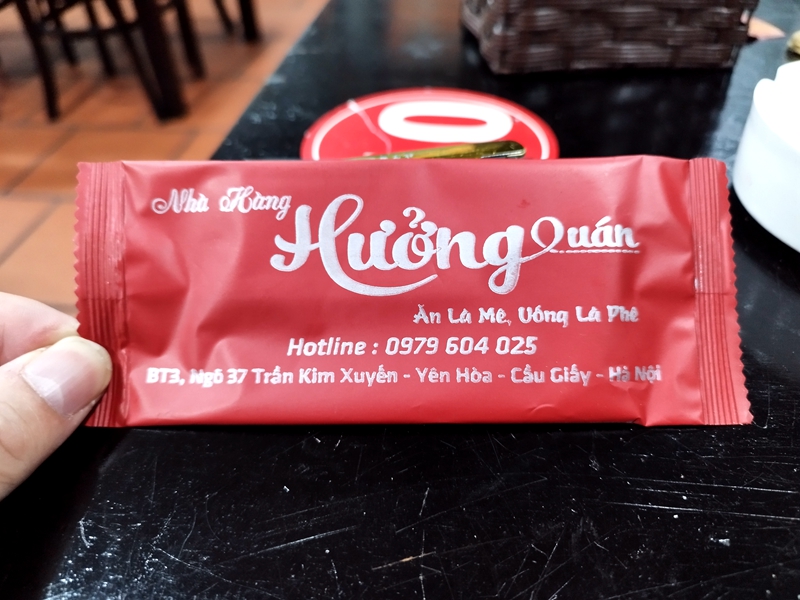 Nhà Hàng
Hưởng Quán
Ăn Là Mê, Uống Là Phê
Hotline : 0979 604 025
BT3, Ngõ 37 Trần Kim Xuyến - Yên Hòa - Cầu Giấy - Hà Nội